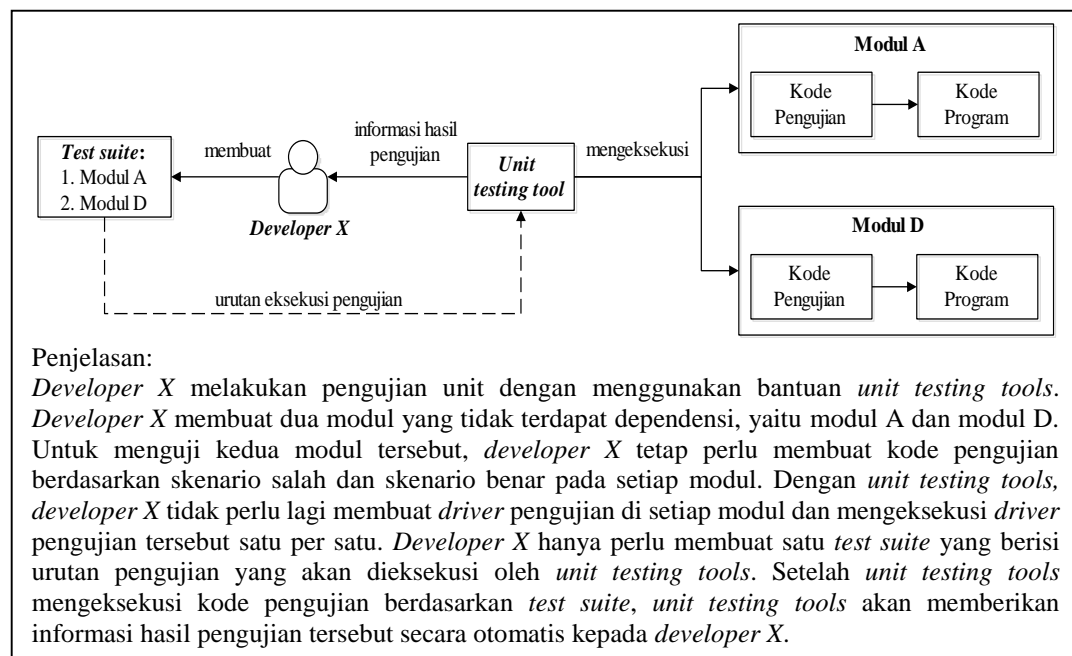 Modul A
Kode
Pengujian
Kode
Program
Test suite:
1. Modul A
2. Modul D
membuat
Developer X
informasi hasil
pengujian
Unit
testing tool
mengeksekusi
Modul D
Kode
Pengujian
Kode
Program
urutan eksekusi pengujian
Penjelasan:
Developer X melakukan pengujian unit dengan menggunakan bantuan unit testing tools.
Developer X membuat dua modul yang tidak terdapat dependensi, yaitu modul A dan modul D.
Untuk menguji kedua modul tersebut, developer X tetap perlu membuat kode pengujian
berdasarkan skenario salah dan skenario benar pada setiap modul. Dengan unit testing tools,
developer X tidak perlu lagi membuat driver pengujian di setiap modul dan mengeksekusi driver
pengujian tersebut satu per satu. Developer X hanya perlu membuat satu test suite yang berisi
urutan pengujian yang akan dieksekusi oleh unit testing tools. Setelah unit testing tools
mengeksekusi kode pengujian berdasarkan test suite, unit testing tools akan memberikan
informasi hasil pengujian tersebut secara otomatis kepada developer X.